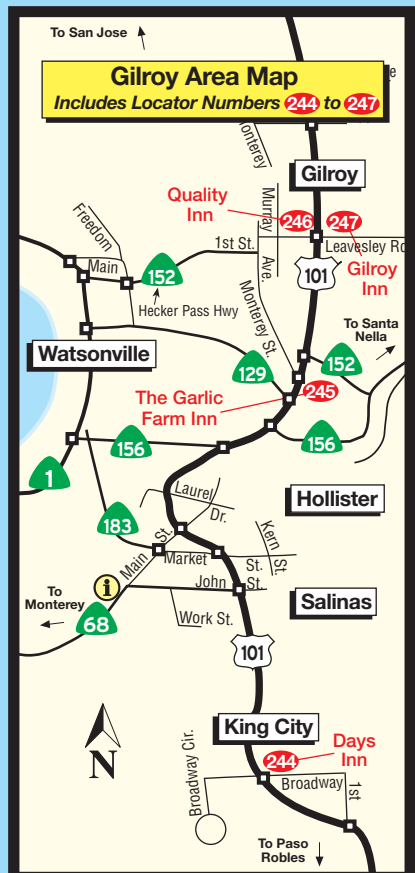 To San Jose
Gilroy Area Map
Includes Locator Numbers 244 to 247
Monterey
Gilroy
Quality
Inn
246
247
Murray
Ave.
Freedom
1st St.
Leavesley Rd
Main
152
101
Gilroy
Inn
Hecker Pass Hwy
Monterey St.
To Santa
Nella
Watsonville
129
152
The Garlic
Farm Inn
245
156
156
1
Laurel
Dr.
Hollister
183
Kern
St.
Main St.
Market
St.
i
John
St.
To
Monterey
68
Work St.
Salinas
101
N
King City
Broadway Cir.
244
Days
Inn
Broadway
1st
To Paso
Robles